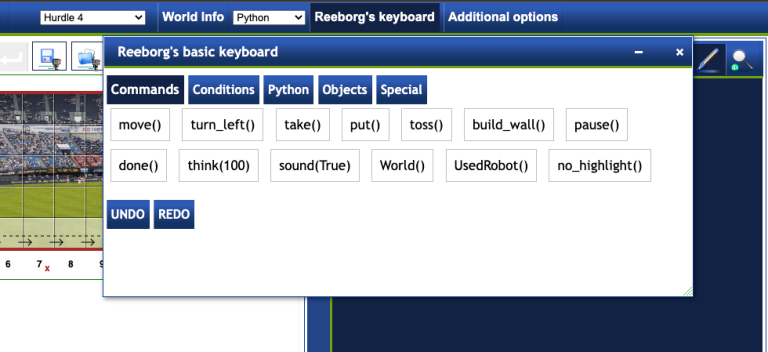 Hurdle 4 World Info Python Reeborg's keyboard Additional options
Reeborg's basic keyboard
Commands Conditions Python Objects Special
move() turn_left() take() put() toss() build_wall() pause()
done() think(100) sound(True) World() UsedRobot() no_highlight()
UNDO REDO
6 7 x 8